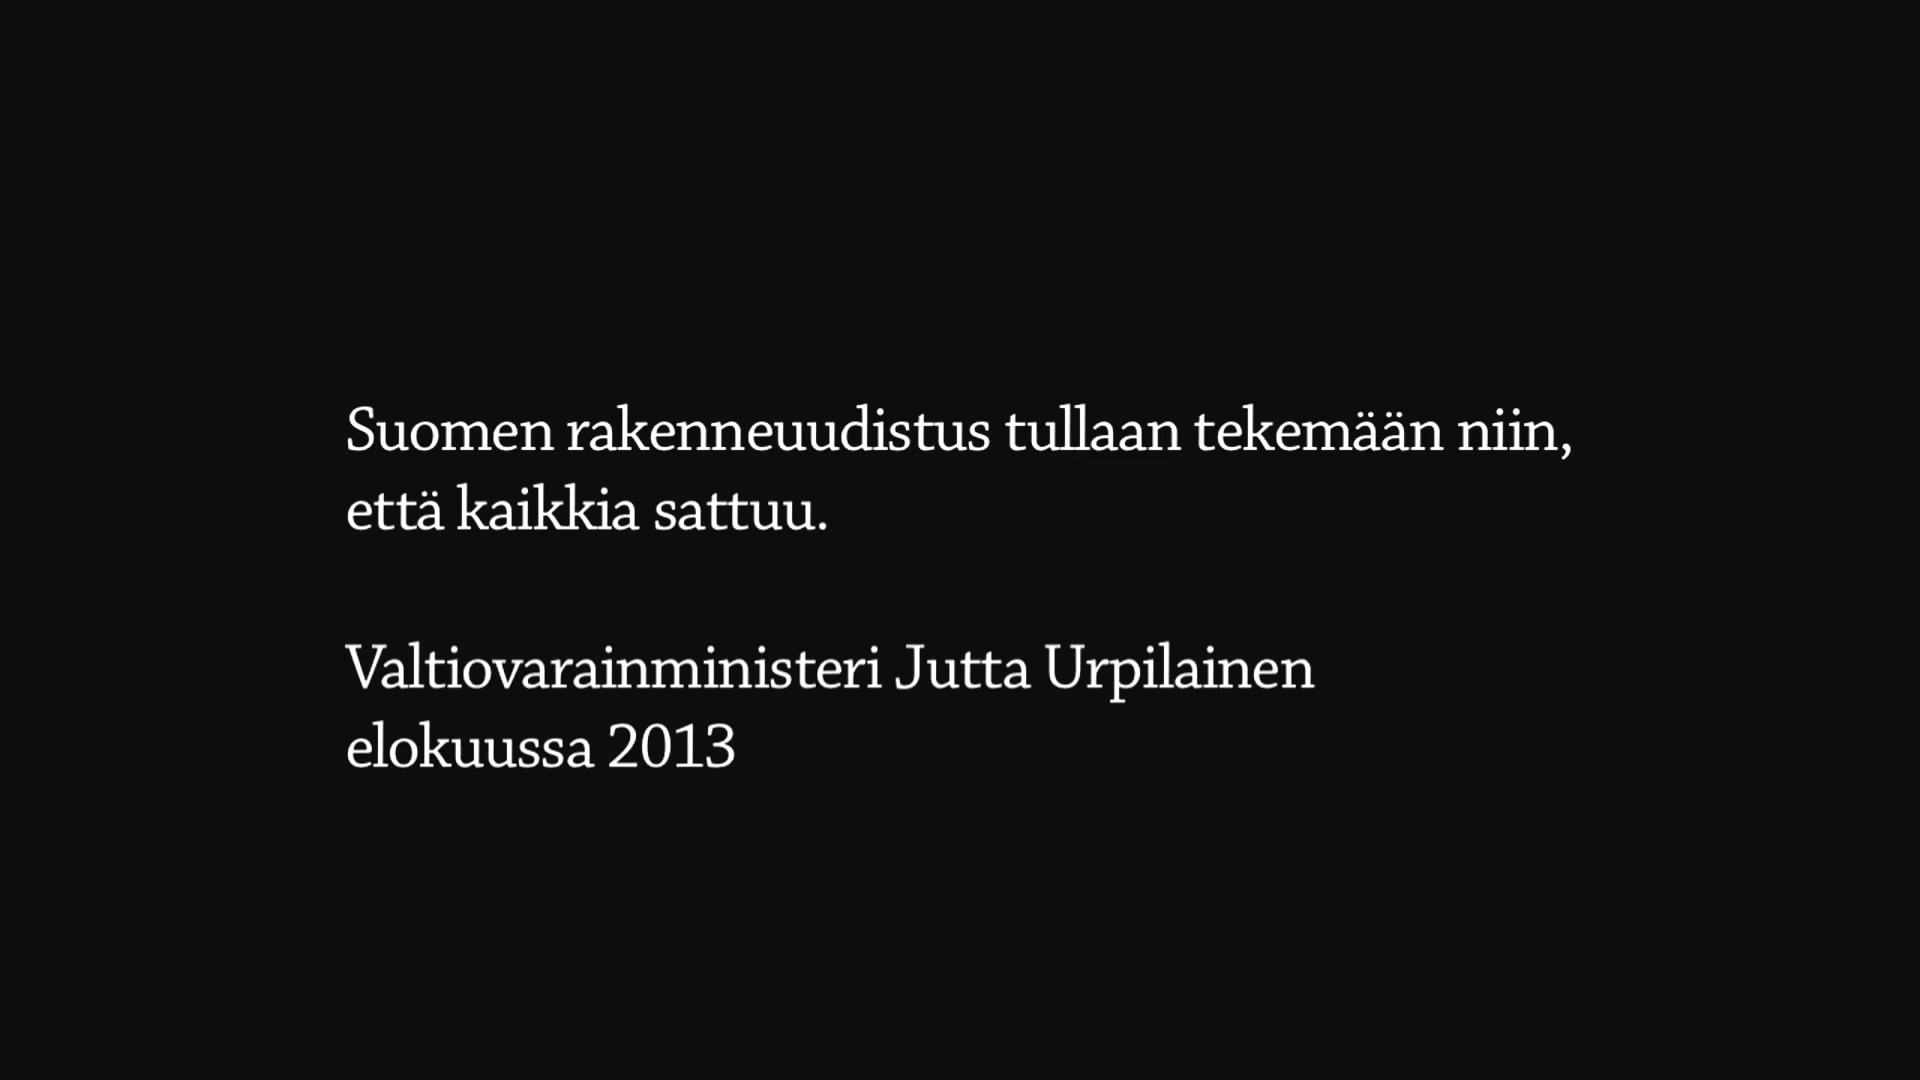 Suomen rakenneuudistus tullaan tekemään niin,
että kaikkia sattuu.
Valtiovarainministeri Jutta Urpilainen
elokuussa 2013